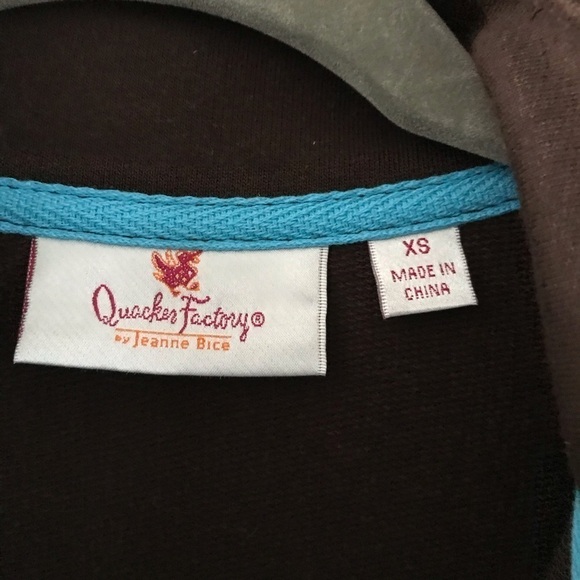 Quacker Factory®
by Jeanne Bice
XS
MADE IN
CHINA